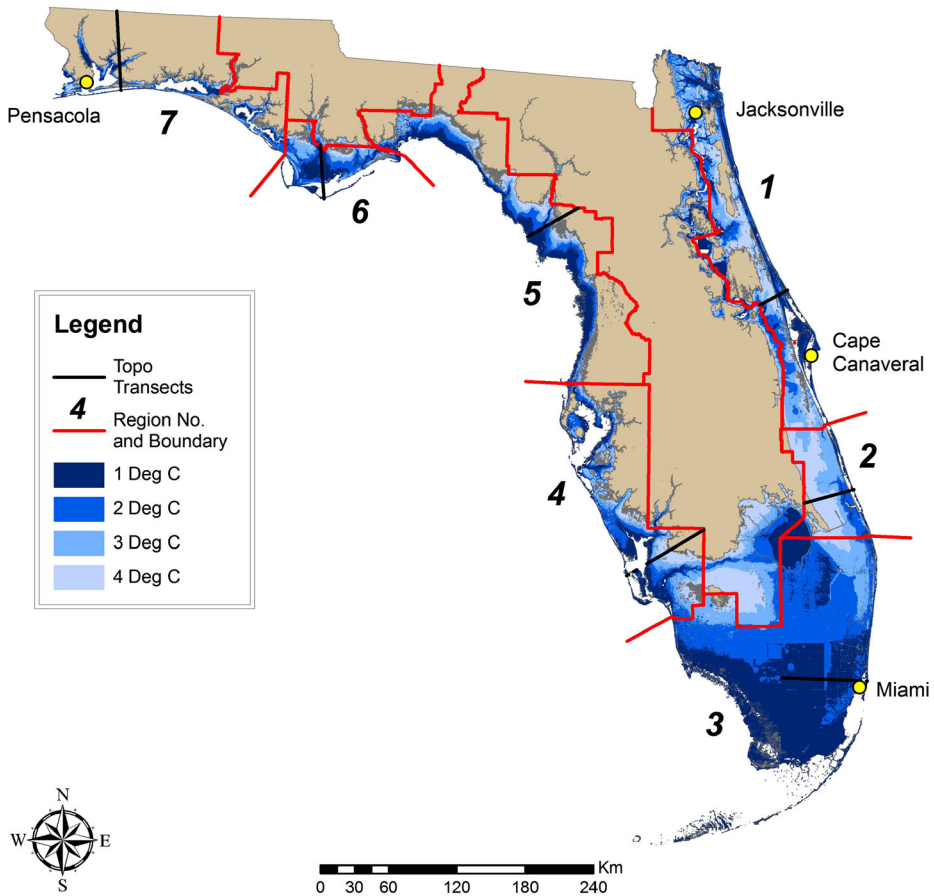 Pensacola
7
6
5
4
3
2
1
Jacksonville
Cape
Canaveral
Miami
Legend
Topo
Transects
4
Region No.
and Boundary
1 Deg C
2 Deg C
3 Deg C
4 Deg C
N
W
E
S
Km
0 30 60 120 180 240